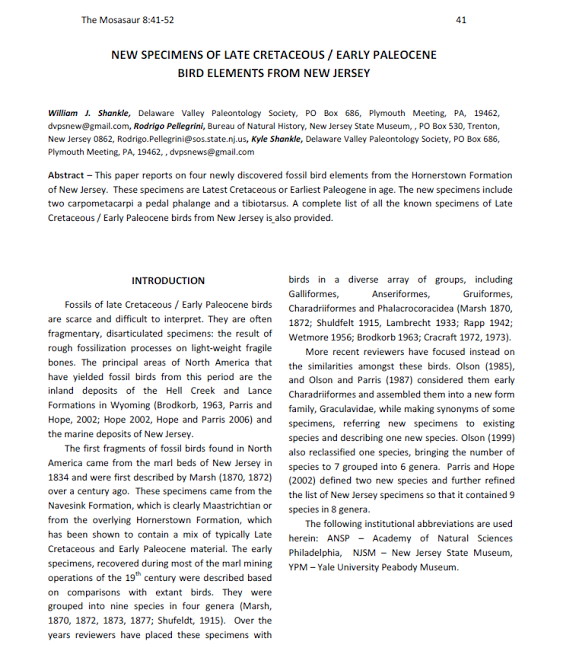 The Mosasaur 8:41-52
41
NEW SPECIMENS OF LATE CRETACEOUS / EARLY PALEOCENE
BIRD ELEMENTS FROM NEW JERSEY
William J. Shankle, Delaware Valley Paleontology Society, PO Box 686, Plymouth Meeting, PA, 19462,
dvpsnew@gmail.com, Rodrigo Pellegrini, Bureau of Natural History, New Jersey State Museum, , PO Box 530, Trenton,
New Jersey 0862, Rodrigo.Pellegrini@sos.state.nj.us, Kyle Shankle, Delaware Valley Paleontology Society, PO Box 686,
Plymouth Meeting, PA, 19462, , dvpsnews@gmail.com
Abstract – This paper reports on four newly discovered fossil bird elements from the Hornerstown Formation
of New Jersey. These specimens are Latest Cretaceous or Earliest Paleogene in age. The new specimens include
two carpometacarpi a pedal phalange and a tibiotarsus. A complete list of all the known specimens of Late
Cretaceous / Early Paleocene birds from New Jersey is also provided.
INTRODUCTION
Fossils of late Cretaceous / Early Paleocene birds
are scarce and difficult to interpret. They are often
fragmentary, disarticulated specimens: the result of
rough fossilization processes on light-weight fragile
bones. The principal areas of North America that
have yielded fossil birds from this period are the
inland deposits of the Hell Creek and Lance
Formations in Wyoming (Brodkorb, 1963, Parris and
Hope, 2002; Hope 2002, Hope and Parris 2006) and
the marine deposits of New Jersey.
The first fragments of fossil birds found in North
America came from the marl beds of New Jersey in
1834 and were first described by Marsh (1870, 1872)
over a century ago. These specimens came from the
Navesink Formation, which is clearly Maastrichtian or
from the overlying Hornerstown Formation, which
has been shown to contain a mix of typically Late
Cretaceous and Early Paleocene material. The early
specimens, recovered during most of the marl mining
operations of the 19th century were described based
on comparisons with extant birds. They were
grouped into nine species in four genera (Marsh,
1870, 1872, 1873, 1877; Shufeldt, 1915). Over the
years reviewers have placed these specimens with
birds in a diverse array of groups, including
Galliformes, Anseriformes, Gruiformes,
Charadriiformes and Phalacrocoracidea (Marsh 1870,
1872; Shuldfelt 1915, Lambrecht 1933; Rapp 1942;
Wetmore 1956; Brodkorb 1963; Cracraft 1972, 1973).
More recent reviewers have focused instead on
the similarities amongst these birds. Olson (1985),
and Olson and Parris (1987) considered them early
Charadriiformes and assembled them into a new form
family, Graculavidae, while making synonyms of some
specimens, referring new specimens to existing
species and describing one new species. Olson (1999)
also reclassified one species, bringing the number of
species to 7 grouped into 6 genera. Parris and Hope
(2002) defined two new species and further refined
the list of New Jersey specimens so that it contained 9
species in 8 genera.
The following institutional abbreviations are used
herein: ANSP – Academy of Natural Sciences
Philadelphia, NJSM – New Jersey State Museum,
YPM – Yale University Peabody Museum.